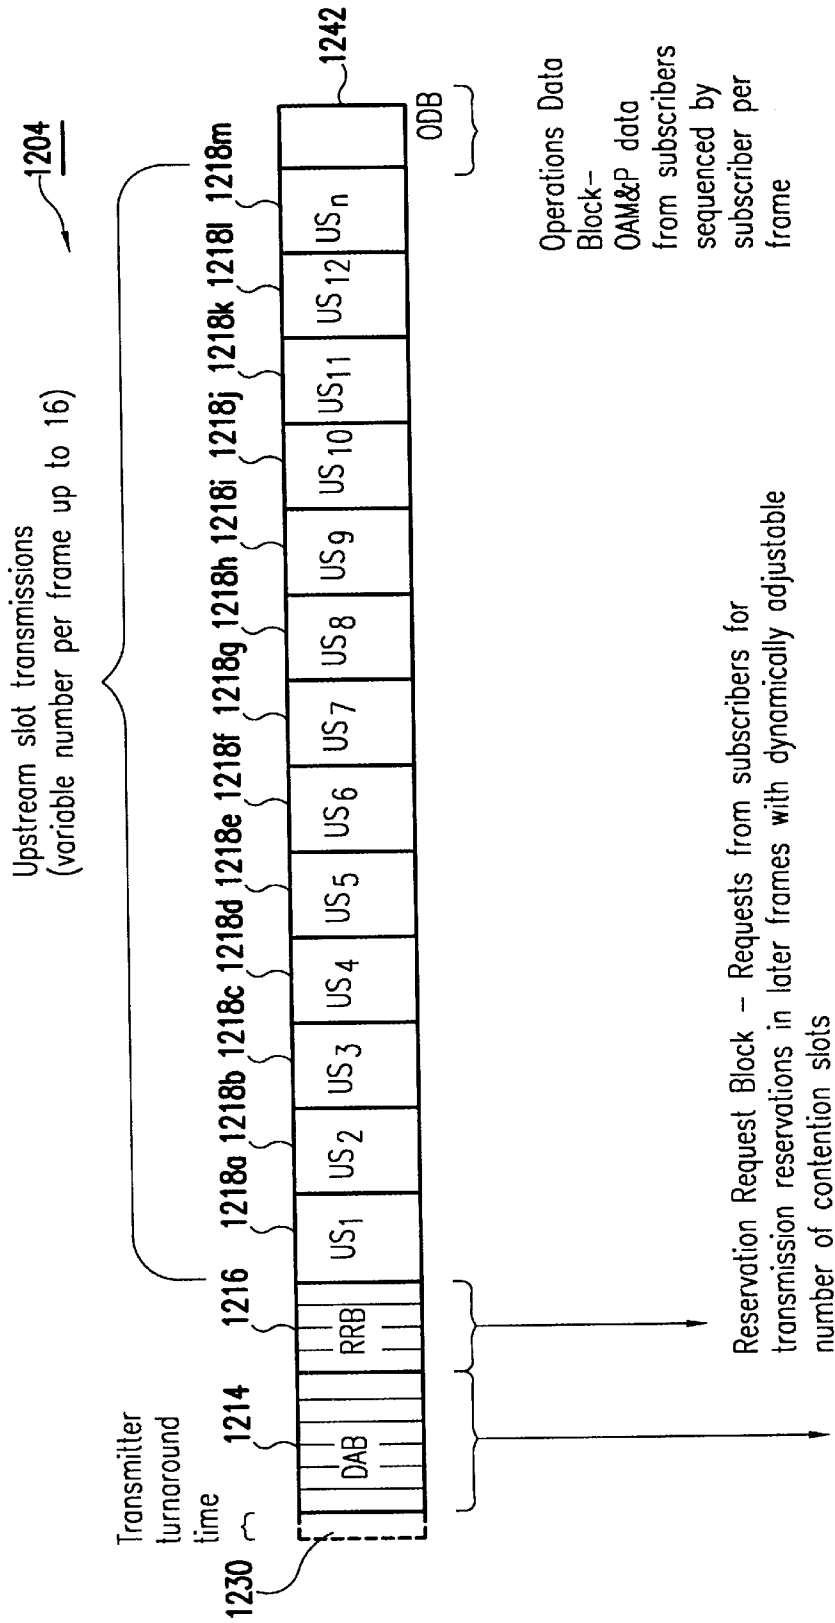 1204
Upstream slot transmissions
(variable number per frame up to 16)
Transmitter
turnaround
time
1230
1214
1216
1218a
1218b
1218c
1218d
1218e
1218f
1218g
1218h
1218i
1218j
1218k
1218l
1218m
1242
DAB
RRB
US1
US2
US3
US4
US5
US6
US7
US8
US9
US10
US11
US12
USn
ODB
Operations Data
Block-
OAM&P data
from subscribers
sequenced by
subscriber per
frame
Reservation Request Block – Requests from subscribers for
transmission reservations in later frames with dynamically adjustable
number of contention slots